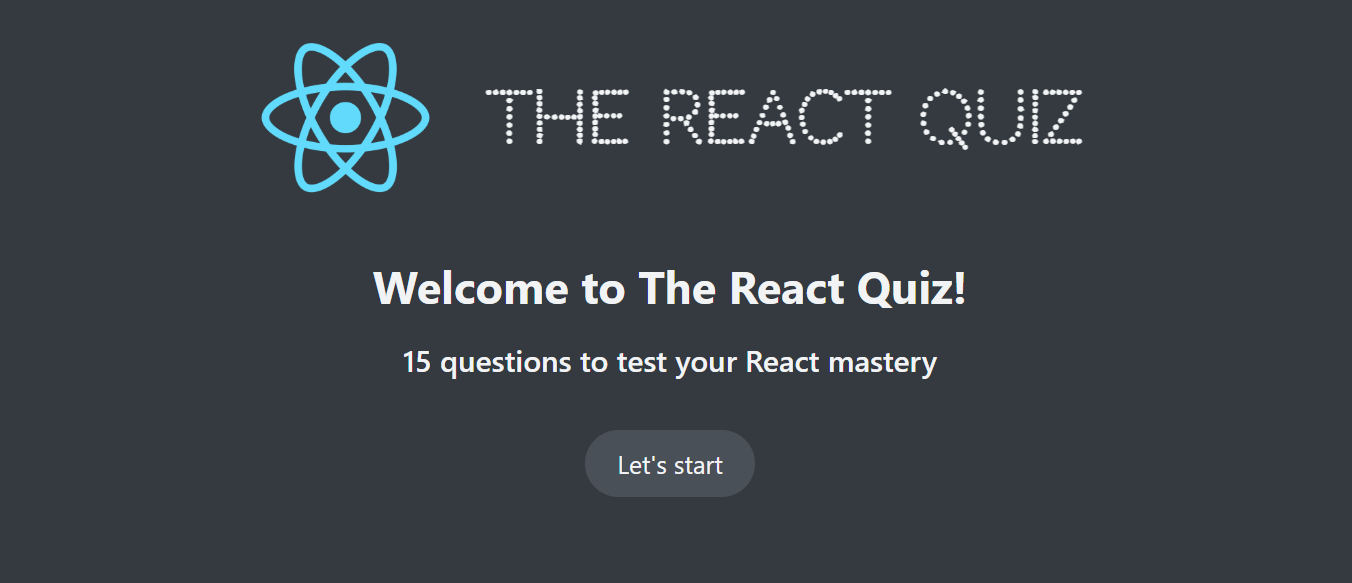 THE REACT QUIZ
Welcome to The React Quiz!
15 questions to test your React mastery
Let's start